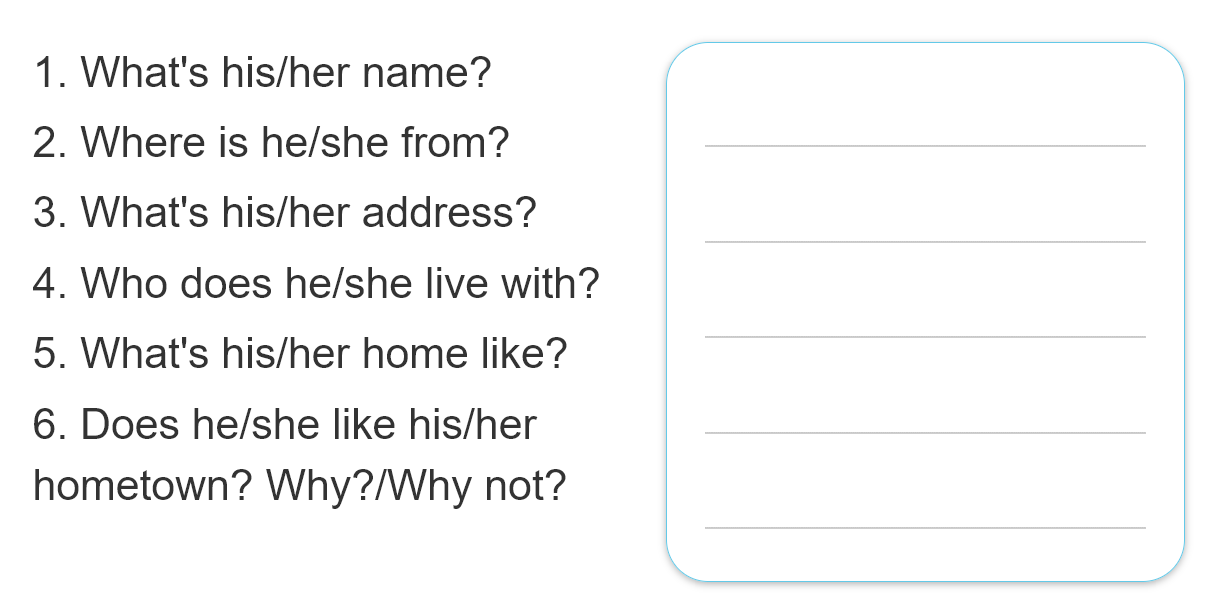 1. What's his/her name?
2. Where is he/she from?
3. What's his/her address?
4. Who does he/she live with?
5. What's his/her home like?
6. Does he/she like his/her
hometown? Why?/Why not?